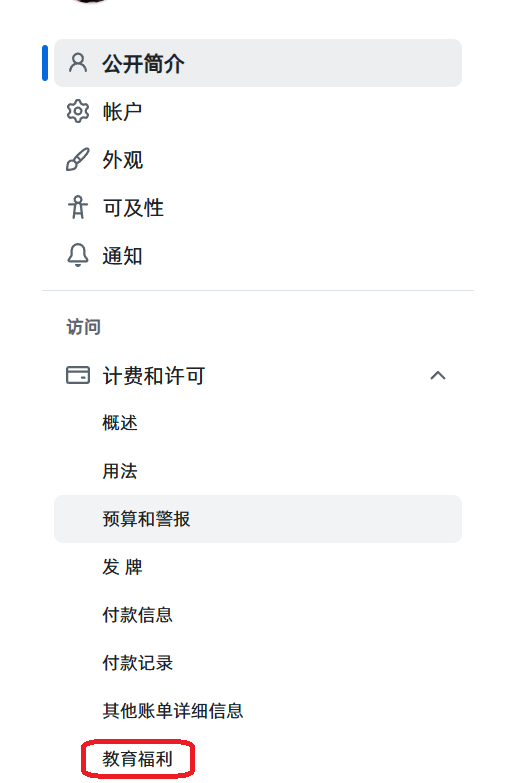 公开简介
帐户
外观
可及性
通知
访问
计费和许可
概述
用法
预算和警报
发 牌
付款信息
付款记录
其他账单详细信息
教育福利